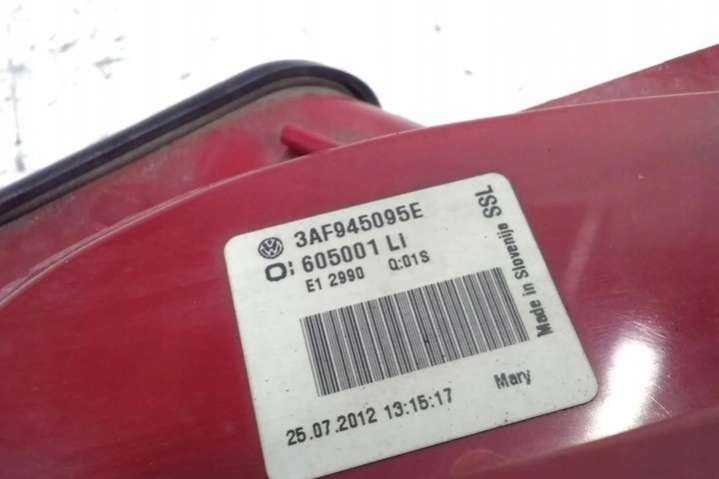 3AF945095E
605001 LI
E1 2990 Q:01S
Made in Slovenija SSL
Mary
25.07.2012 13:15:17